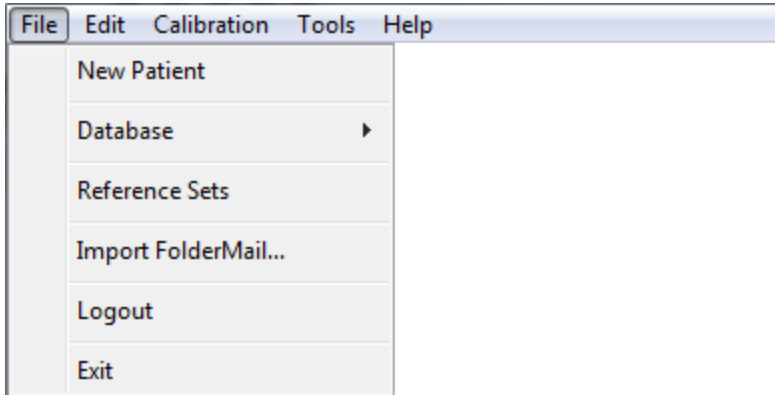 File Edit Calibration Tools Help
New Patient
Database
Reference Sets
Import FolderMail...
Logout
Exit